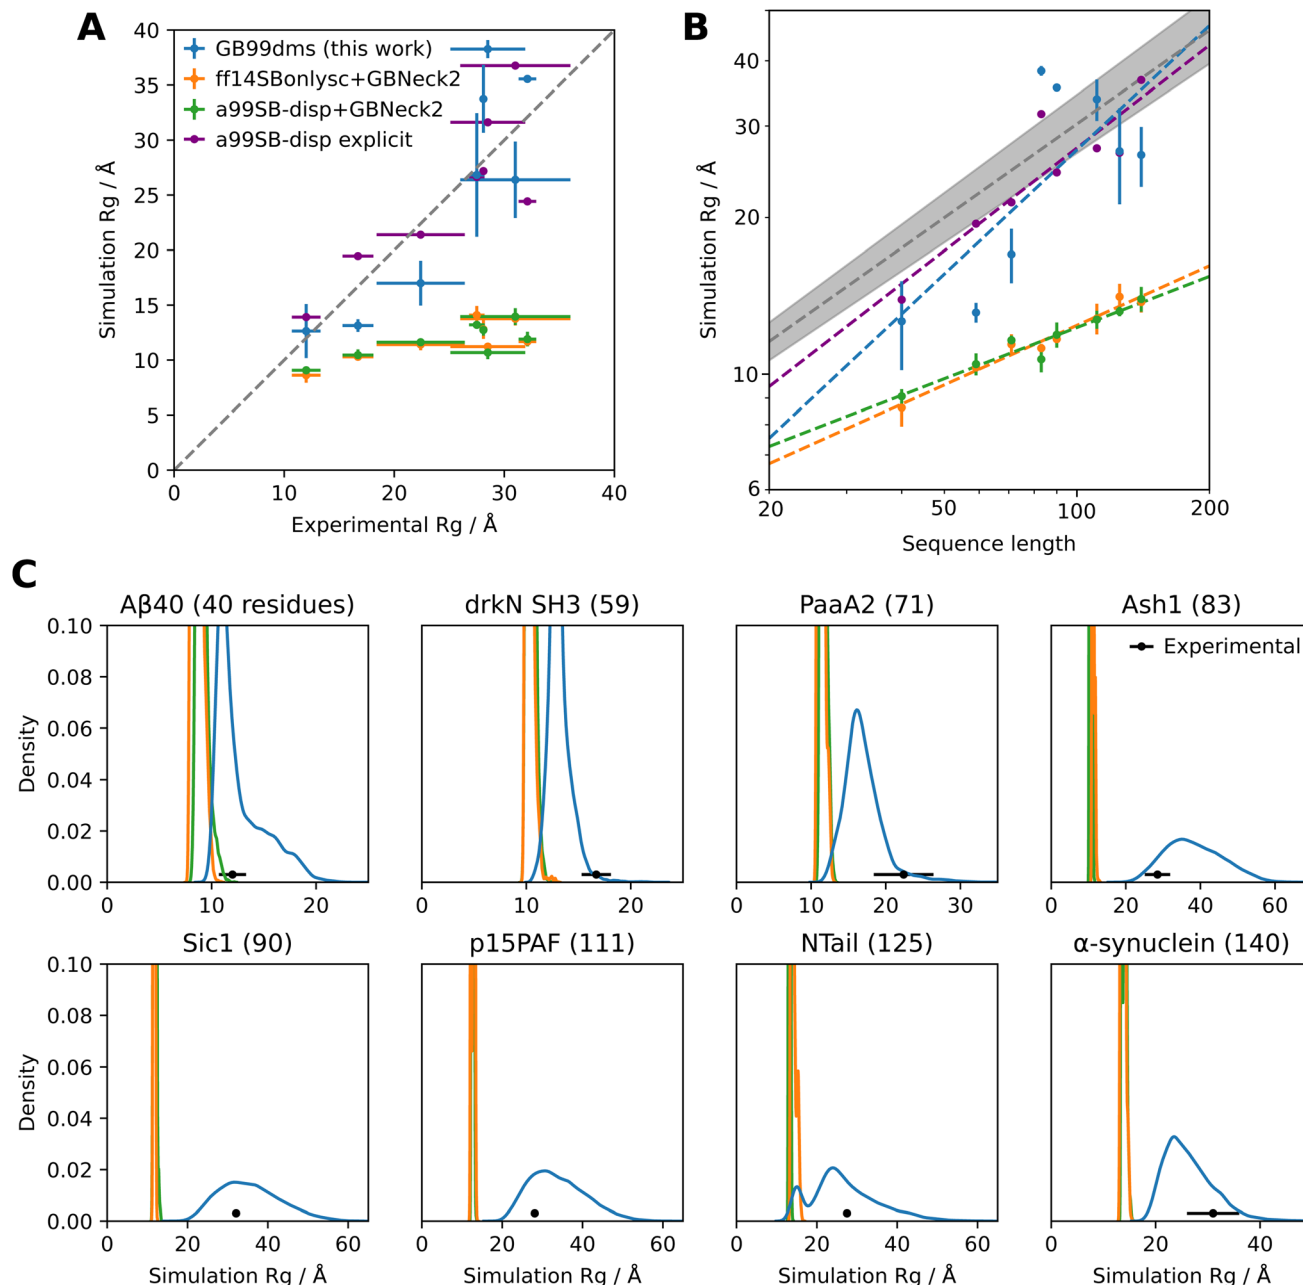 A
B
40
35
30
25
20
15
10
5
0
Simulation Rg / Å
GB99dms (this work)
ff14SBonlysc+GBNeck2
a99SB-disp+GBNeck2
a99SB-disp explicit
0 10 20 30 40
Experimental Rg / Å
40
30
20
10
6
Simulation Rg / Å
20 50 100 200
Sequence length
C
Aβ40 (40 residues)
drkN SH3 (59)
PaaA2 (71)
Ash1 (83)
Experimental
0.10
0.08
0.06
0.04
0.02
0.00
Density
0 10 20
0 10 20
0 10 20 30
0 20 40 60
Sic1 (90)
p15PAF (111)
NTail (125)
α-synuclein (140)
0.10
0.08
0.06
0.04
0.02
0.00
Density
0 20 40 60
0 20 40 60
0 20 40 60
0 20 40
Simulation Rg / Å
Simulation Rg / Å
Simulation Rg / Å
Simulation Rg / Å